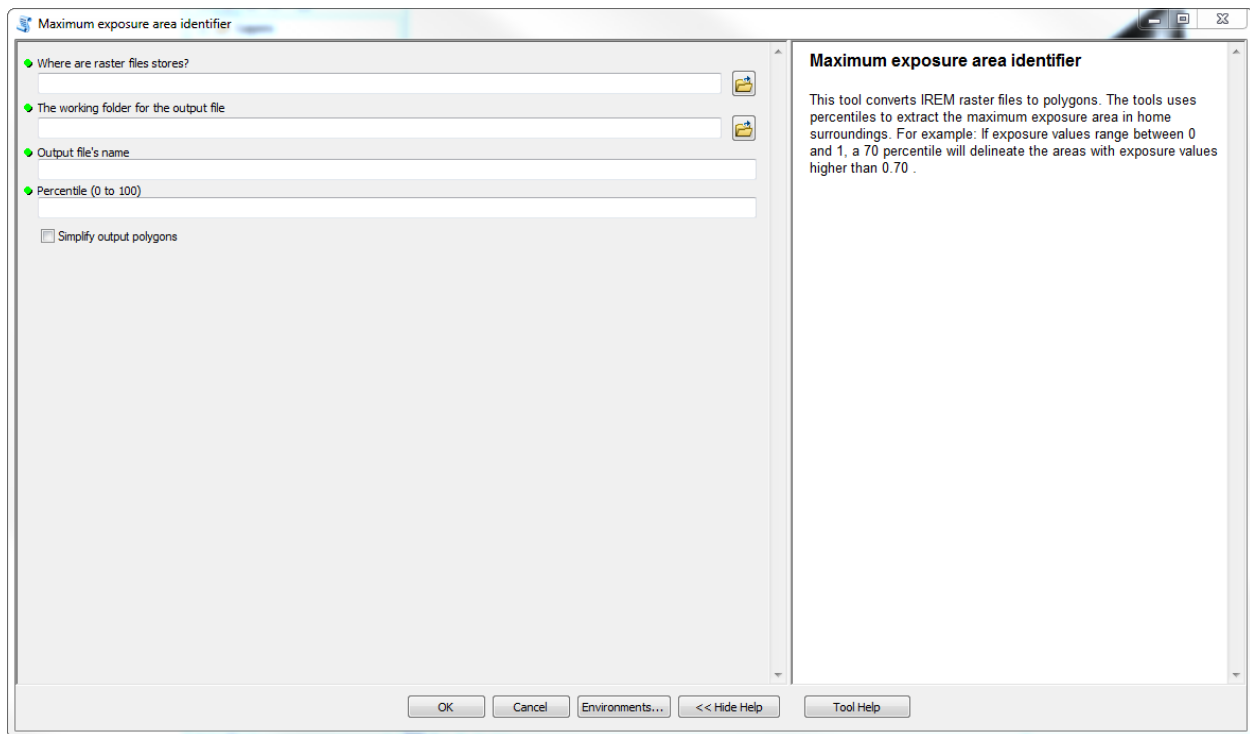 Maximum exposure area identifier
Where are raster files stores?
The working folder for the output file
Output file's name
Percentile (0 to 100)
Simplify output polygons
Maximum exposure area identifier
This tool converts IREM raster files to polygons. The tools uses
percentiles to extract the maximum exposure area in home
surroundings. For example: If exposure values range between 0
and 1, a 70 percentile will delineate the areas with exposure values
higher than 0.70 .
OK Cancel Environments... << Hide Help Tool Help